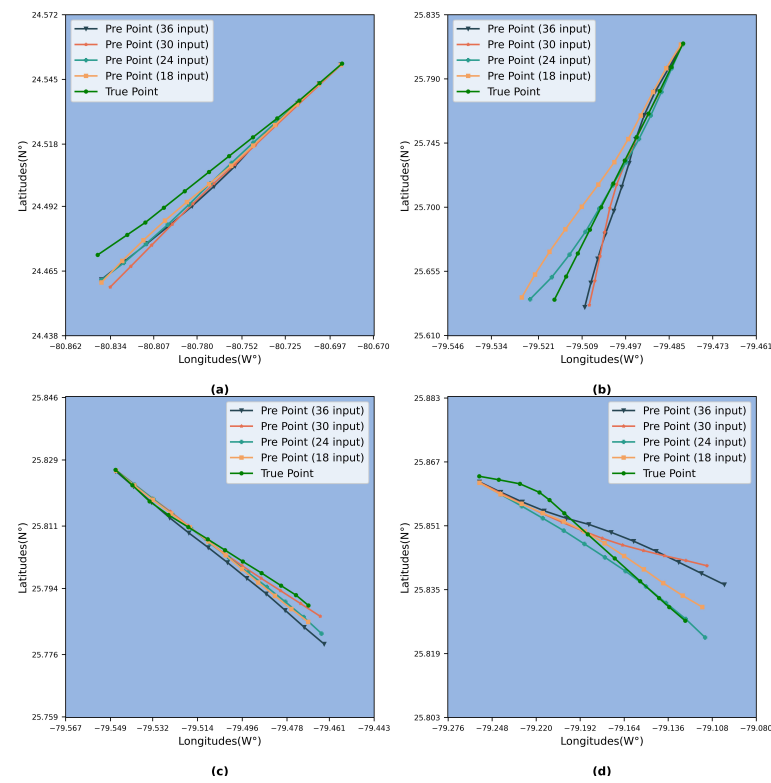 24.572
24.545
24.518
24.492
24.465
24.438
Latitudes(N°)
Pre Point (36 input)
Pre Point (30 input)
Pre Point (24 input)
Pre Point (18 input)
True Point
−80.862 −80.834 −80.807 −80.780 −80.752 −80.725 −80.697 −80.670
Longitudes(W°)
(a)
25.835
25.790
25.745
25.700
25.655
25.610
Latitudes(N°)
Pre Point (36 input)
Pre Point (30 input)
Pre Point (24 input)
Pre Point (18 input)
True Point
−79.546 −79.534 −79.521 −79.509 −79.497 −79.485 −79.473 −79.461
Longitudes(W°)
(b)
25.846
25.829
25.811
25.794
25.776
25.759
Latitudes(N°)
Pre Point (36 input)
Pre Point (30 input)
Pre Point (24 input)
Pre Point (18 input)
True Point
−79.567 −79.549 −79.532 −79.514 −79.496 −79.478 −79.461 −79.443
Longitudes(W°)
(c)
25.883
25.867
25.851
25.835
25.819
25.803
Latitudes(N°)
Pre Point (36 input)
Pre Point (30 input)
Pre Point (24 input)
Pre Point (18 input)
True Point
−79.276 −79.248 −79.220 −79.192 −79.164 −79.136 −79.108 −79.080
Longitudes(W°)
(d)